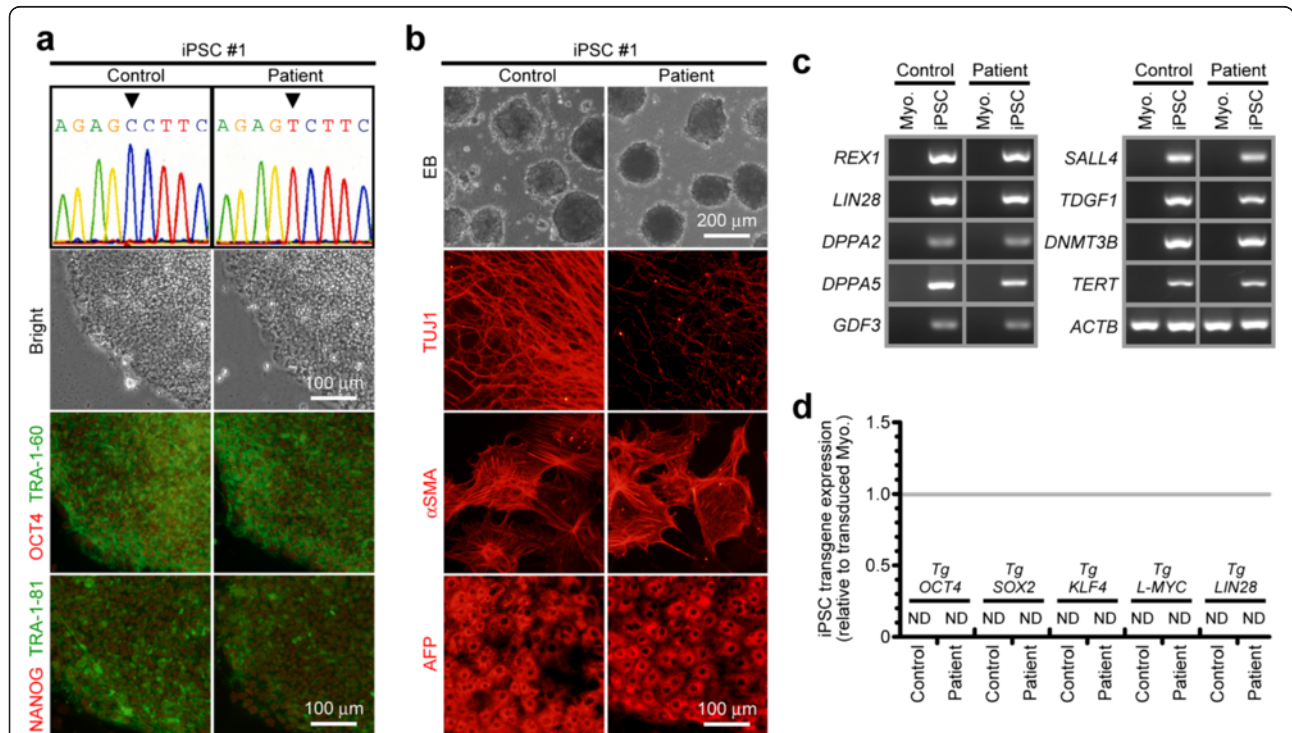 a
iPSC #1
Control Patient
AGAGCCTTC AGAGTCTTC
Bright
100 μm
OCT4 TRA-1-60
NANOG TRA-1-81
100 μm
b
iPSC #1
Control Patient
EB
200 μm
TUJ1
αSMA
AFP
100 μm
c
Control Patient
Myo. iPSC Myo. iPSC
REX1
LIN28
DPPA2
DPPA5
GDF3
Control Patient
Myo. iPSC Myo. iPSC
SALL4
TDGF1
DNMT3B
TERT
ACTB
d
iPSC transgene expression
(relative to transduced Myo.)
1.5
1.0
0.5
0
Tg Tg Tg Tg Tg
OCT4 SOX2 KLF4 L-MYC LIN28
ND ND ND ND ND ND ND ND ND ND
Control Patient Control Patient Control Patient Control Patient Control Patient